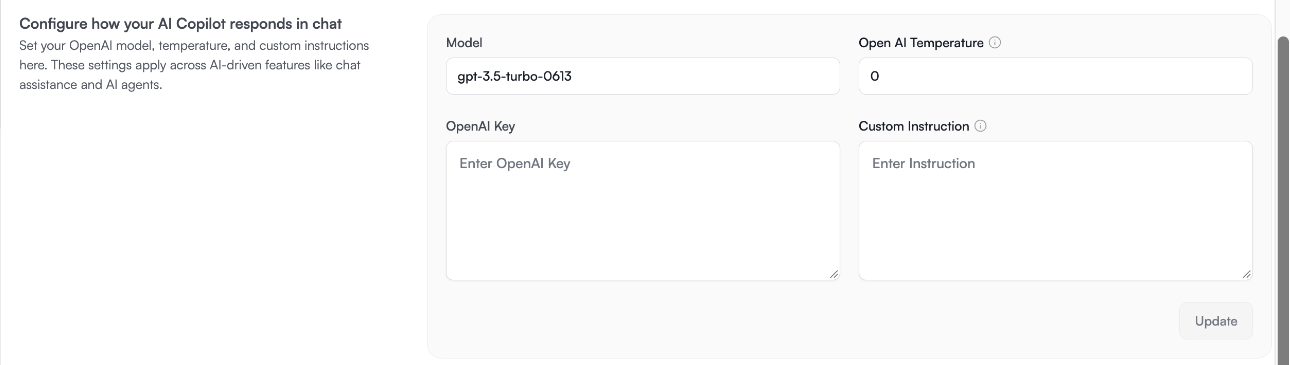 Configure how your AI Copilot responds in chat
Set your OpenAI model, temperature, and custom instructions
here. These settings apply across AI-driven features like chat
assistance and AI agents.
Model
gpt-3.5-turbo-0613
Open AI Temperature
0
OpenAI Key
Enter OpenAI Key
Custom Instruction
Enter Instruction
Update